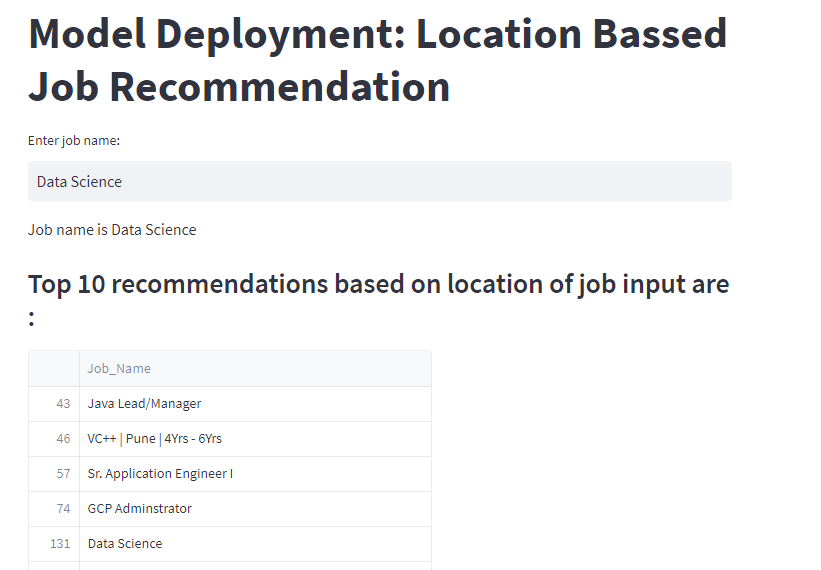 Model Deployment: Location Bassed
Job Recommendation
Enter job name:
Data Science
Job name is Data Science
Top 10 recommendations based on location of job input are
:
Job_Name
43 Java Lead/Manager
46 VC++ | Pune | 4Yrs - 6Yrs
57 Sr. Application Engineer I
74 GCP Adminstrator
131 Data Science